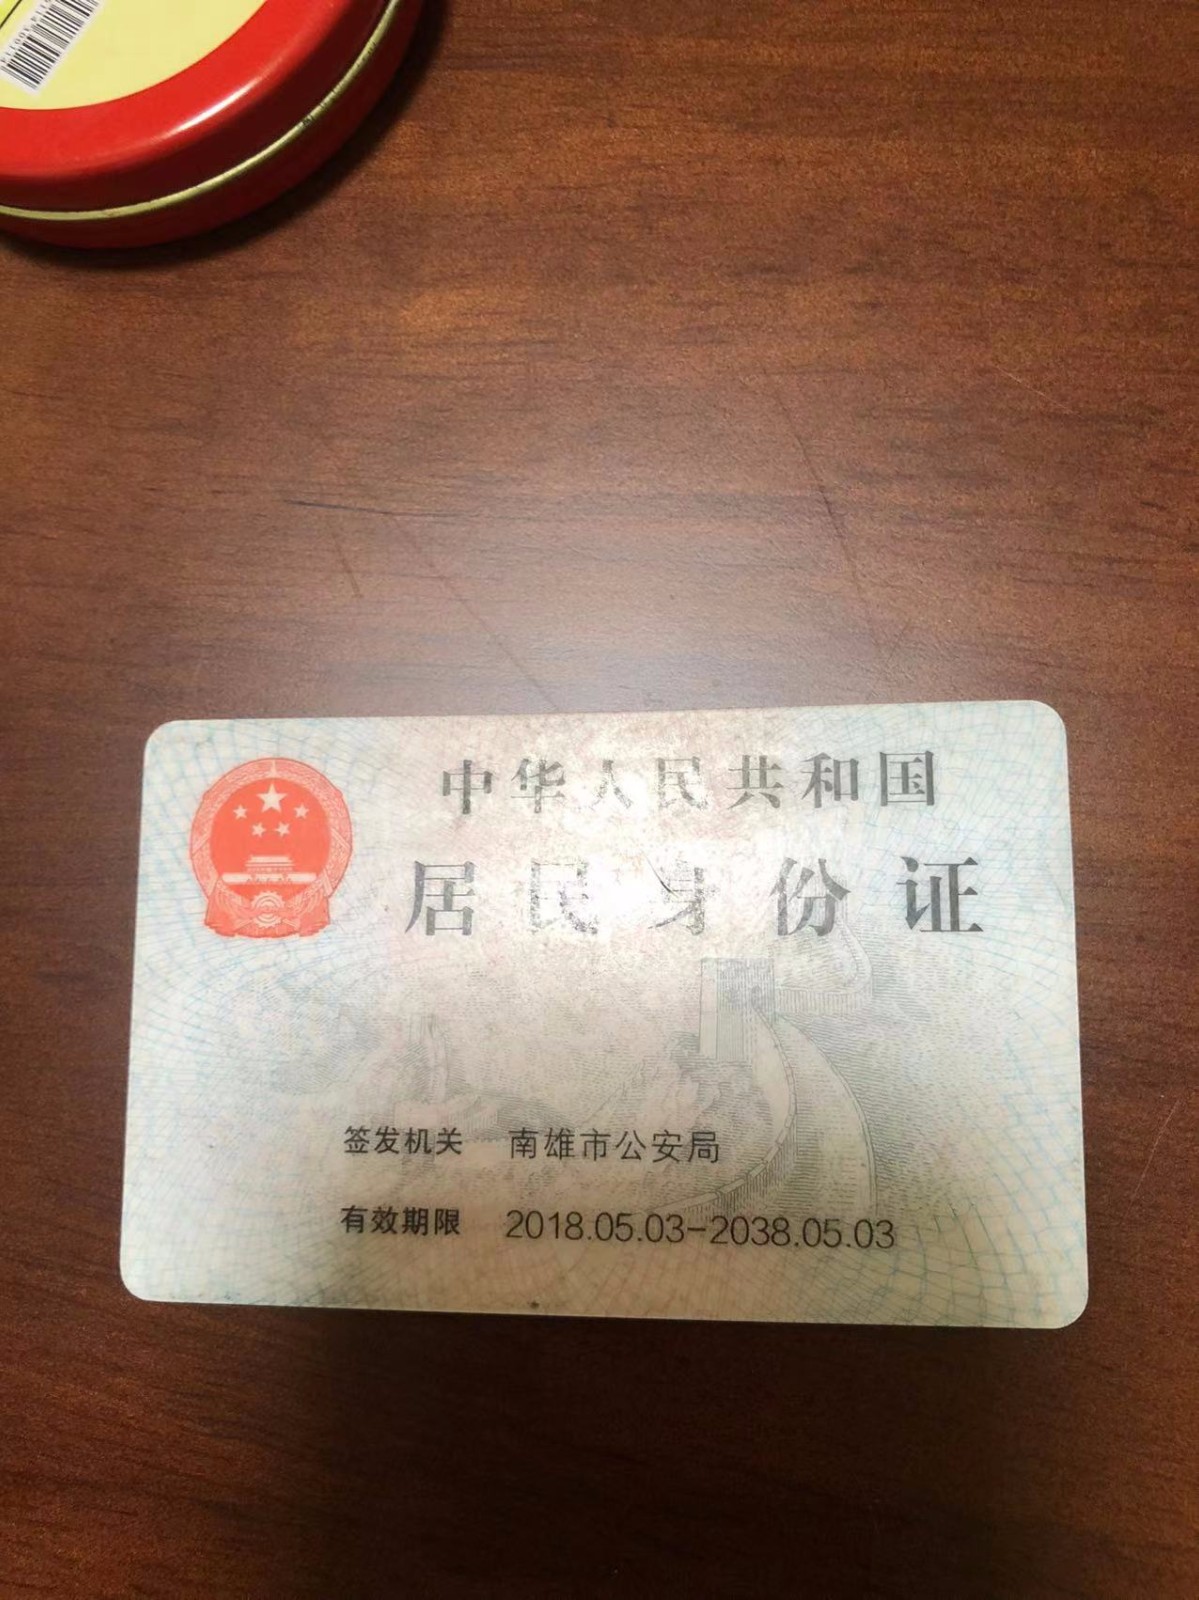 中华人民共和国
居民身份证
签发机关 南雄市公安局
有效期限 2018.05.03-2038.05.03